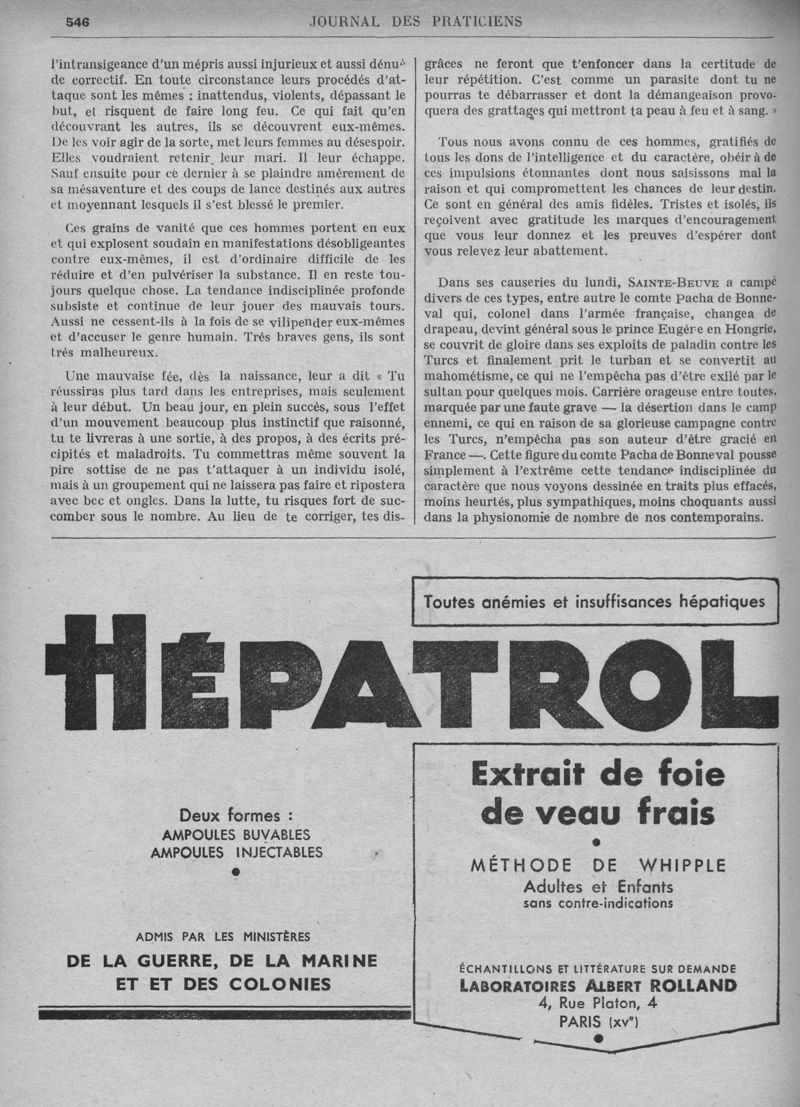 546
JOURNAL DES PRATICIENS
l'intransigeance d'un mépris aussi injurieux et aussi dénué
de correctif. En toute circonstance leurs procédés d'at-
taque sont les mêmes : inattendus, violents, dépassant le
but, et risquent de faire long feu. Ce qui fait qu'en
découvrant les autres, ils se découvrent eux-mêmes.
De les voir agir de la sorte, met leurs femmes au désespoir.
Elles voudraient retenir leur mari. Il leur échappe.
Sauf ensuite pour ce dernier à se plaindre amèrement de
sa mésaventure et des coups de lance destinés aux autres
et moyennant lesquels il s'est blessé le premier.
Ces grains de vanité que ces hommes portent en eux
et qui explosent soudain en manifestations désobligeantes
contre eux-mêmes, il est d'ordinaire difficile de les
réduire et d'en pulvériser la substance. Il en reste tou-
jours quelque chose. La tendance indisciplinée profonde
subsiste et continue de leur jouer des mauvais tours.
Aussi ne cessent-ils à la fois de se vilipender eux-mêmes
et d'accuser le genre humain. Très braves gens, ils sont
très malheureux.
Une mauvaise fée, dès la naissance, leur a dit « Tu
réussiras plus tard dans les entreprises, mais seulement
à leur début. Un beau jour, en plein succès, sous l'effet
d'un mouvement beaucoup plus instinctif que raisonné,
tu te livreras à une sortie, à des propos, à des écrits pré-
cipités et maladroits. Tu commettras même souvent la
pire sottise de ne pas t'attaquer à un individu isolé,
mais à un groupement qui ne laissera pas faire et ripostera
avec bec et ongles. Dans la lutte, tu risques fort de suc-
comber sous le nombre. Au lieu de te corriger, tes dis-
grâces ne feront que t'enfoncer dans la certitude de
leur répétition. C'est comme un parasite dont tu ne
pourras te débarrasser et dont la démangeaison provo-
quera des grattages qui mettront ta peau à feu et à sang. »
Tous nous avons connu de ces hommes, gratifiés de
tous les dons de l'intelligence et du caractère, obéir à de
ces impulsions étonnantes dont nous saisissons mal la
raison et qui compromettent les chances de leur destin.
Ce sont en général des amis fidèles. Tristes et isolés, ils
reçoivent avec gratitude les marques d'encouragement
que vous leur donnez et les preuves d'espérer dont
vous relevez leur abattement.
Dans ses causeries du lundi, SAINTE-BEUVE a campé
divers de ces types, entre autre le comte Pacha de Bonne-
val qui, colonel dans l'armée française, changea de
drapeau, devint général sous le prince Eugère en Hongrie,
se couvrit de gloire dans ses exploits de paladin contre les
Turcs et finalement prit le turban et se convertit au
mahométisme, ce qui ne l'empêcha pas d'être exilé par le
sultan pour quelques mois. Carrière orageuse entre toutes,
marquée par une faute grave — la désertion dans le camp
ennemi, ce qui en raison de sa glorieuse campagne contre
les Turcs, n'empêcha pas son auteur d'être gracié en
France —. Cette figure du comte Pacha de Bonneval pousse
simplement à l'extrême cette tendance indisciplinée du
caractère que nous voyons dessinée en traits plus effacés,
moins heurtés, plus sympathiques, moins choquants aussi
dans la physionomie de nombre de nos contemporains.
Toutes anémies et insuffisances hépatiques
HÉPATROL
Deux formes :
AMPOULES BUVABLES
AMPOULES INJECTABLES
ADMIS PAR LES MINISTÈRES
DE LA GUERRE, DE LA MARINE
ET ET DES COLONIES
Extrait de foie
de veau frais
MÉTHODE DE WHIPPLE
Adultes et Enfants
sans contre-indications
ÉCHANTILLONS ET LITTÉRATURE SUR DEMANDE
LABORATOIRES ALBERT ROLLAND
4, Rue Platon, 4
PARIS (XVᵉ)